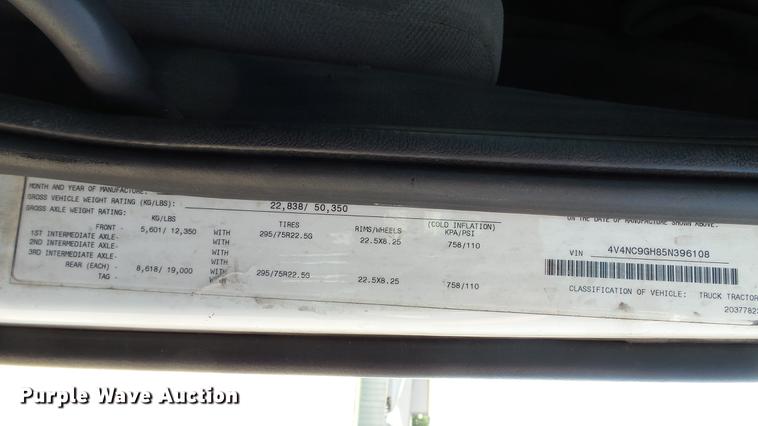 MONTH AND YEAR OF MANUFACTURE:
GROSS VEHICLE WEIGHT RATING (KG/LBS): 22,838/ 50,350
GROSS AXLE WEIGHT RATING:
KG/LBS TIRES RIMS/WHEELS (COLD INFLATION) KPA/PSI
FRONT - 5,601/ 12,350 WITH 295/75R22.5G 22.5X8.25 758/110
1ST INTERMEDIATE AXLE- WITH
2ND INTERMEDIATE AXLE- WITH
3RD INTERMEDIATE AXLE- WITH
REAR (EACH) - 8,618/ 19,000 WITH 295/75R22.5G 22.5X8.25 758/110
TAG - WITH
ON THE DATE OF MANUFACTURE SHOWN ABOVE.
VIN 4V4NC9GH85N396108
CLASSIFICATION OF VEHICLE: TRUCK TRACTOR
Purple Wave Auction